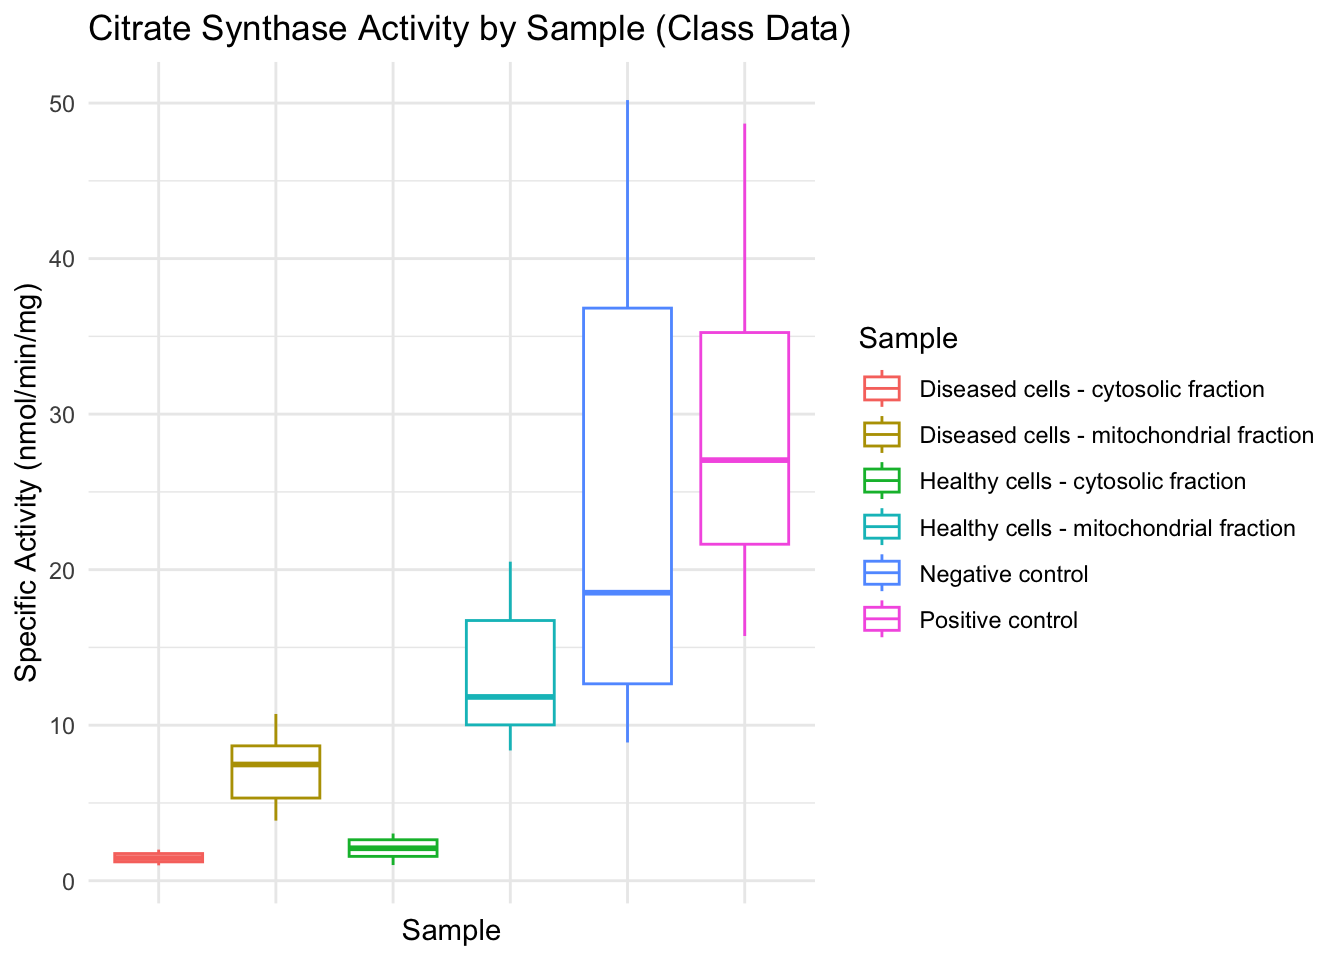 Citrate Synthase Activity by Sample (Class Data)
Specific Activity (nmol/min/mg)
50
40
30
20
10
0
Sample
Sample
Diseased cells - cytosolic fraction
Diseased cells - mitochondrial fraction
Healthy cells - cytosolic fraction
Healthy cells - mitochondrial fraction
Negative control
Positive control